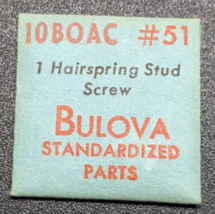 10BOAC #51
1 Hairspring Stud
Screw
BULOVA
STANDARDIZED
PARTS